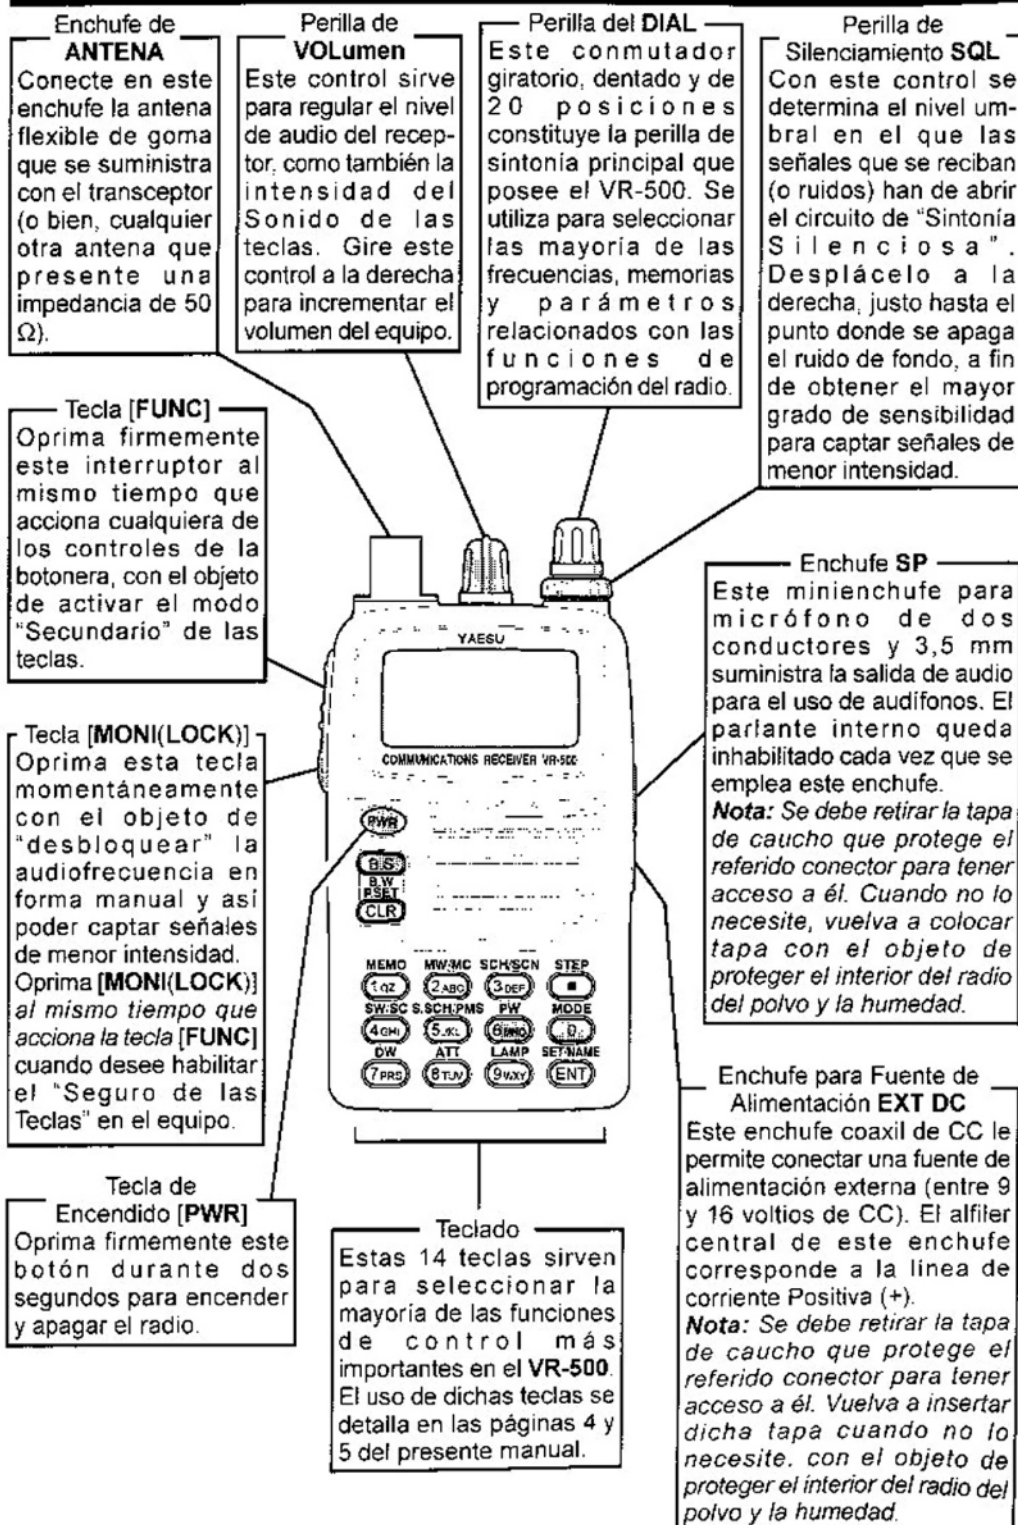 Enchufe de
ANTENA
Conecte en este
enchufe la antena
flexible de goma
que se suministra
con el transceptor
(o bien, cualquier
otra antena que
presente una
impedancia de 50
Ω).
Perilla de
VOLumen
Este control sirve
para regular el nivel
de audio del recep-
tor, como también la
intensidad del
Sonido de las
teclas. Gire este
control a la derecha
para incrementar el
volumen del equipo.
Perilla del DIAL
Este conmutador
giratorio, dentado y de
20 posiciones
constituye la perilla de
sintonía principal que
posee el VR-500. Se
utiliza para seleccionar
las mayoría de las
frecuencias, memorias
y parámetros
relacionados con las
funciones de
programación del radio.
Perilla de
Silenciamiento SQL
Con este control se
determina el nivel um-
bral en el que las
señales que se reciban
(o ruidos) han de abrir
el circuito de “Sintonía
Silenciosa”.
Desplácelo a la
derecha, justo hasta el
punto donde se apaga
el ruido de fondo, a fin
de obtener el mayor
grado de sensibilidad
para captar señales de
menor intensidad.
Tecla [FUNC]
Oprima firmemente
este interruptor al
mismo tiempo que
acciona cualquiera de
los controles de la
botonera, con el objeto
de activar el modo
“Secundario” de las
teclas.
Tecla [MONI(LOCK)]
Oprima esta tecla
momentáneamente
con el objeto de
“desbloquear” la
audiofrecuencia en
forma manual y así
poder captar señales
de menor intensidad.
Oprima [MONI(LOCK)]
al mismo tiempo que
acciona la tecla [FUNC]
cuando desee habilitar
el “Seguro de las
Teclas” en el equipo.
Tecla de
Encendido [PWR]
Oprima firmemente este
botón durante dos
segundos para encender
y apagar el radio.
YAESU
COMMUNICATIONS RECEIVER VR-500
PWR
B.S
B.W
P.SET
CLR
MEMO MW/MC SCH/SCN STEP
1QZ 2ABC 3DEF
SW/SC S.SCH/PMS PW MODE
4GHI 5JKL 6MNO 0
DW ATT LAMP SET·NAME
7PRS 8TUV 9WXY ENT
Teclado
Estas 14 teclas sirven
para seleccionar la
mayoría de las funciones
de control más
importantes en el VR-500.
El uso de dichas teclas se
detalla en las páginas 4 y
5 del presente manual.
Enchufe SP
Este minienchufe para
micrófono de dos
conductores y 3,5 mm
suministra la salida de audio
para el uso de audífonos. El
parlante interno queda
inhabilitado cada vez que se
emplea este enchufe.
Nota: Se debe retirar la tapa
de caucho que protege el
referido conector para tener
acceso a él. Cuando no lo
necesite, vuelva a colocar
tapa con el objeto de
proteger el interior del radio
del polvo y la humedad.
Enchufe para Fuente de
Alimentación EXT DC
Este enchufe coaxil de CC le
permite conectar una fuente de
alimentación externa (entre 9
y 16 voltios de CC). El alfiler
central de este enchufe
corresponde a la línea de
corriente Positiva (+).
Nota: Se debe retirar la tapa
de caucho que protege el
referido conector para tener
acceso a él. Vuelva a insertar
dicha tapa cuando no lo
necesite, con el objeto de
proteger el interior del radio del
polvo y la humedad.